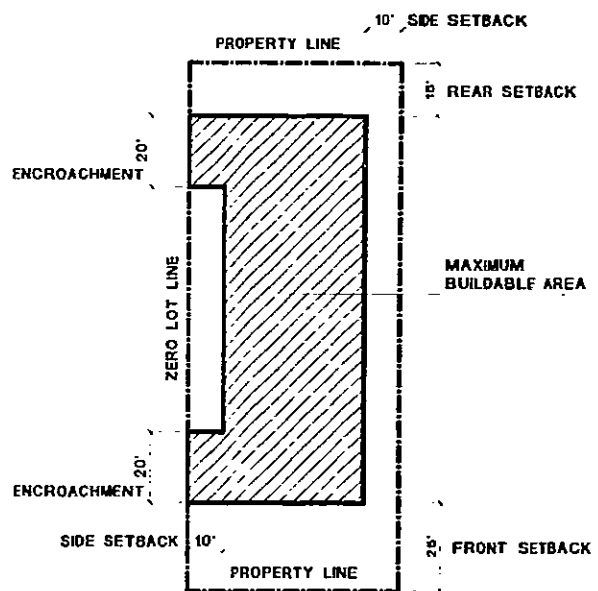 10' SIDE SETBACK
PROPERTY LINE
15' REAR SETBACK
20'
ENCROACHMENT
ZERO LOT LINE
MAXIMUM
BUILDABLE AREA
20'
ENCROACHMENT
SIDE SETBACK 10'
25' FRONT SETBACK
PROPERTY LINE